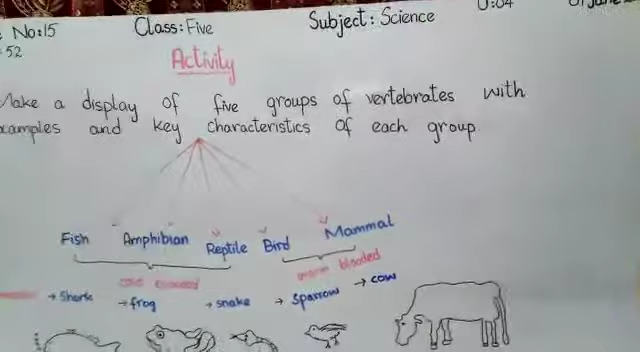 No:15 Class: Five Subject: Science
52
Activity
Make a display of five groups of vertebrates with
examples and key characteristics of each group
Fish Amphibian Reptile Bird Mammal
cold blooded warm blooded
→ Shark → frog → snake → sparrow → cow